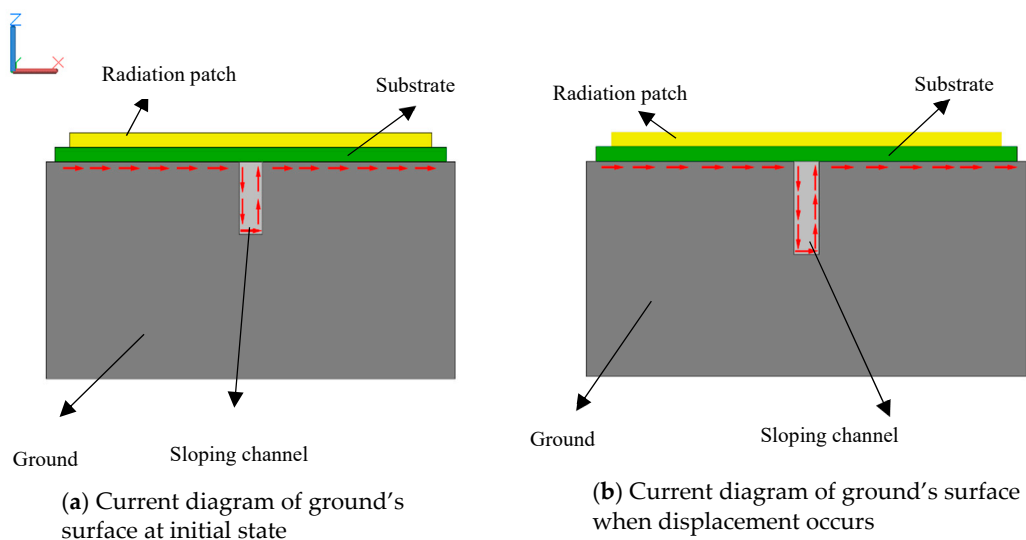 Z
Y
X
Radiation patch
Substrate
Ground
Sloping channel
(a) Current diagram of ground's
surface at initial state
Radiation patch
Substrate
Ground
Sloping channel
(b) Current diagram of ground's surface
when displacement occurs